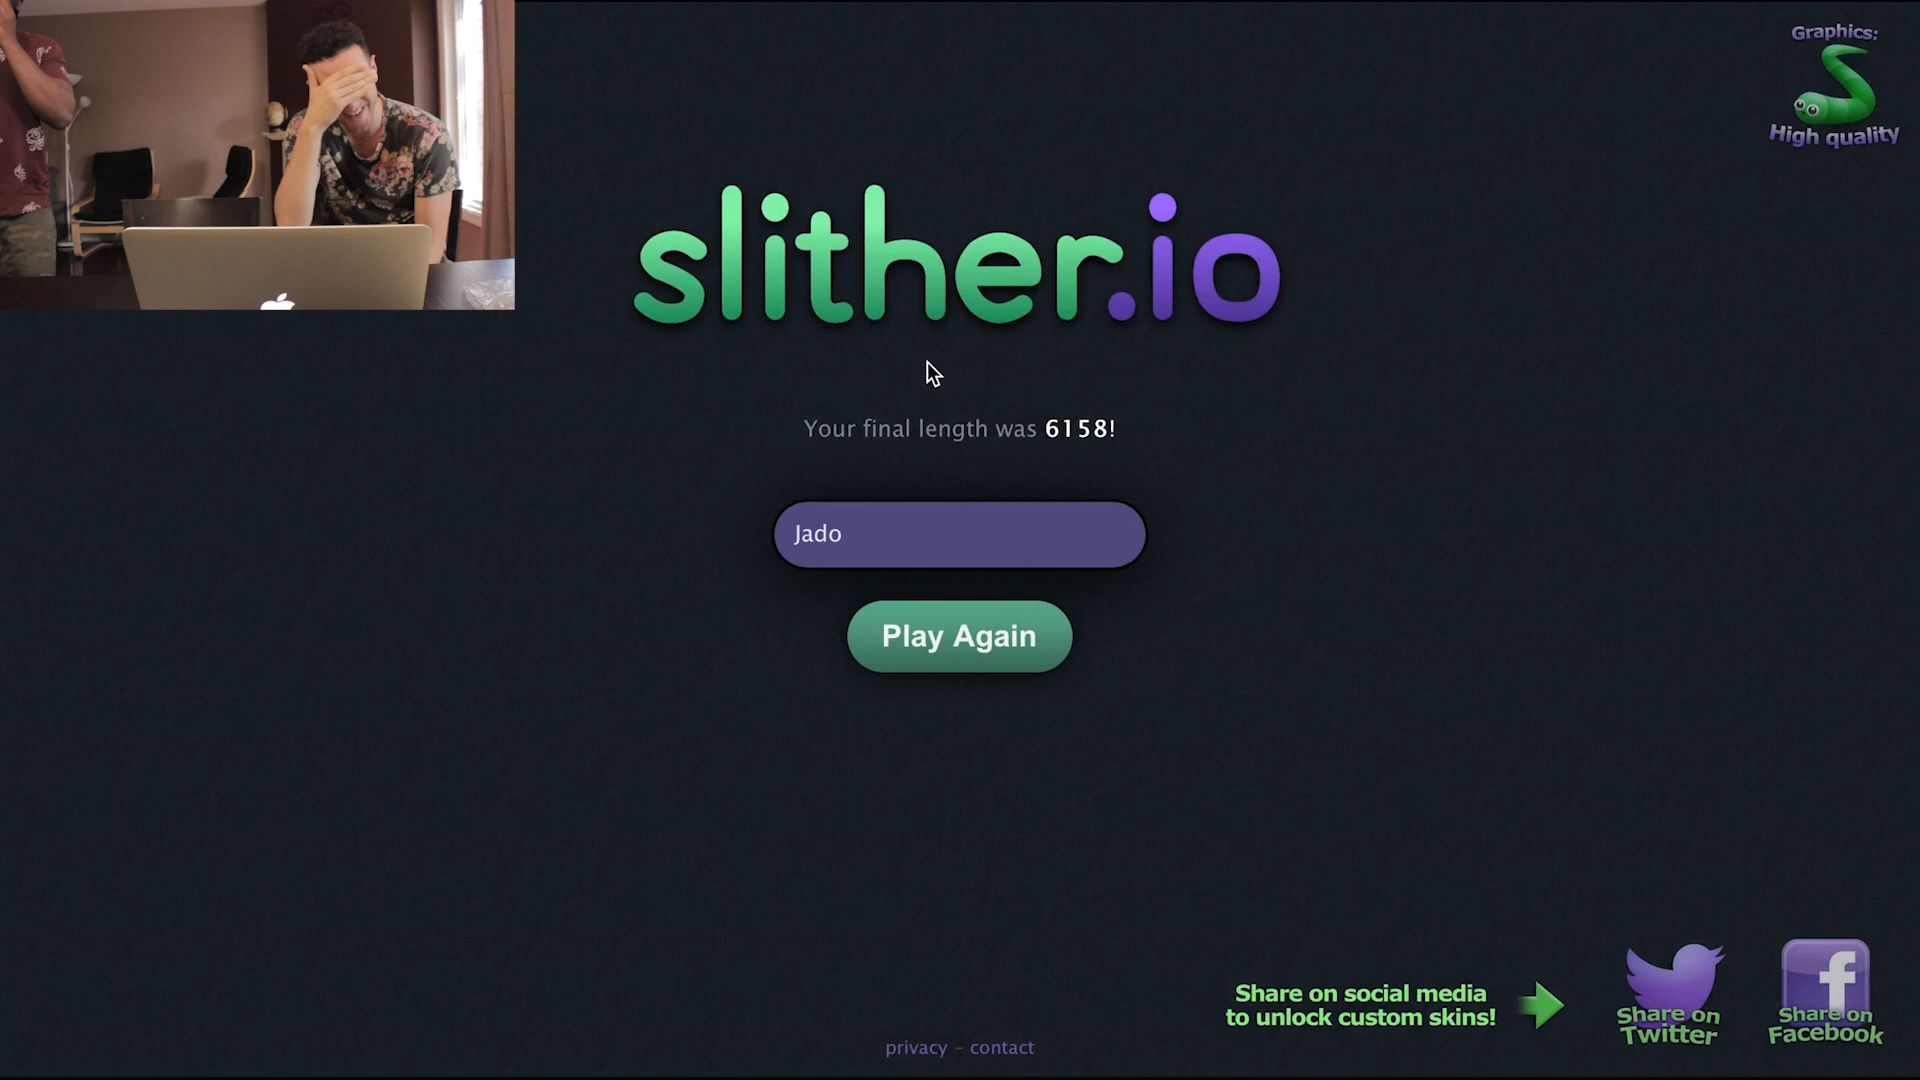 Graphics:
High quality
slither.io
Your final length was 6158!
Jado
Play Again
Share on social media
to unlock custom skins!
Share on
Twitter
Share on
Facebook
privacy – contact